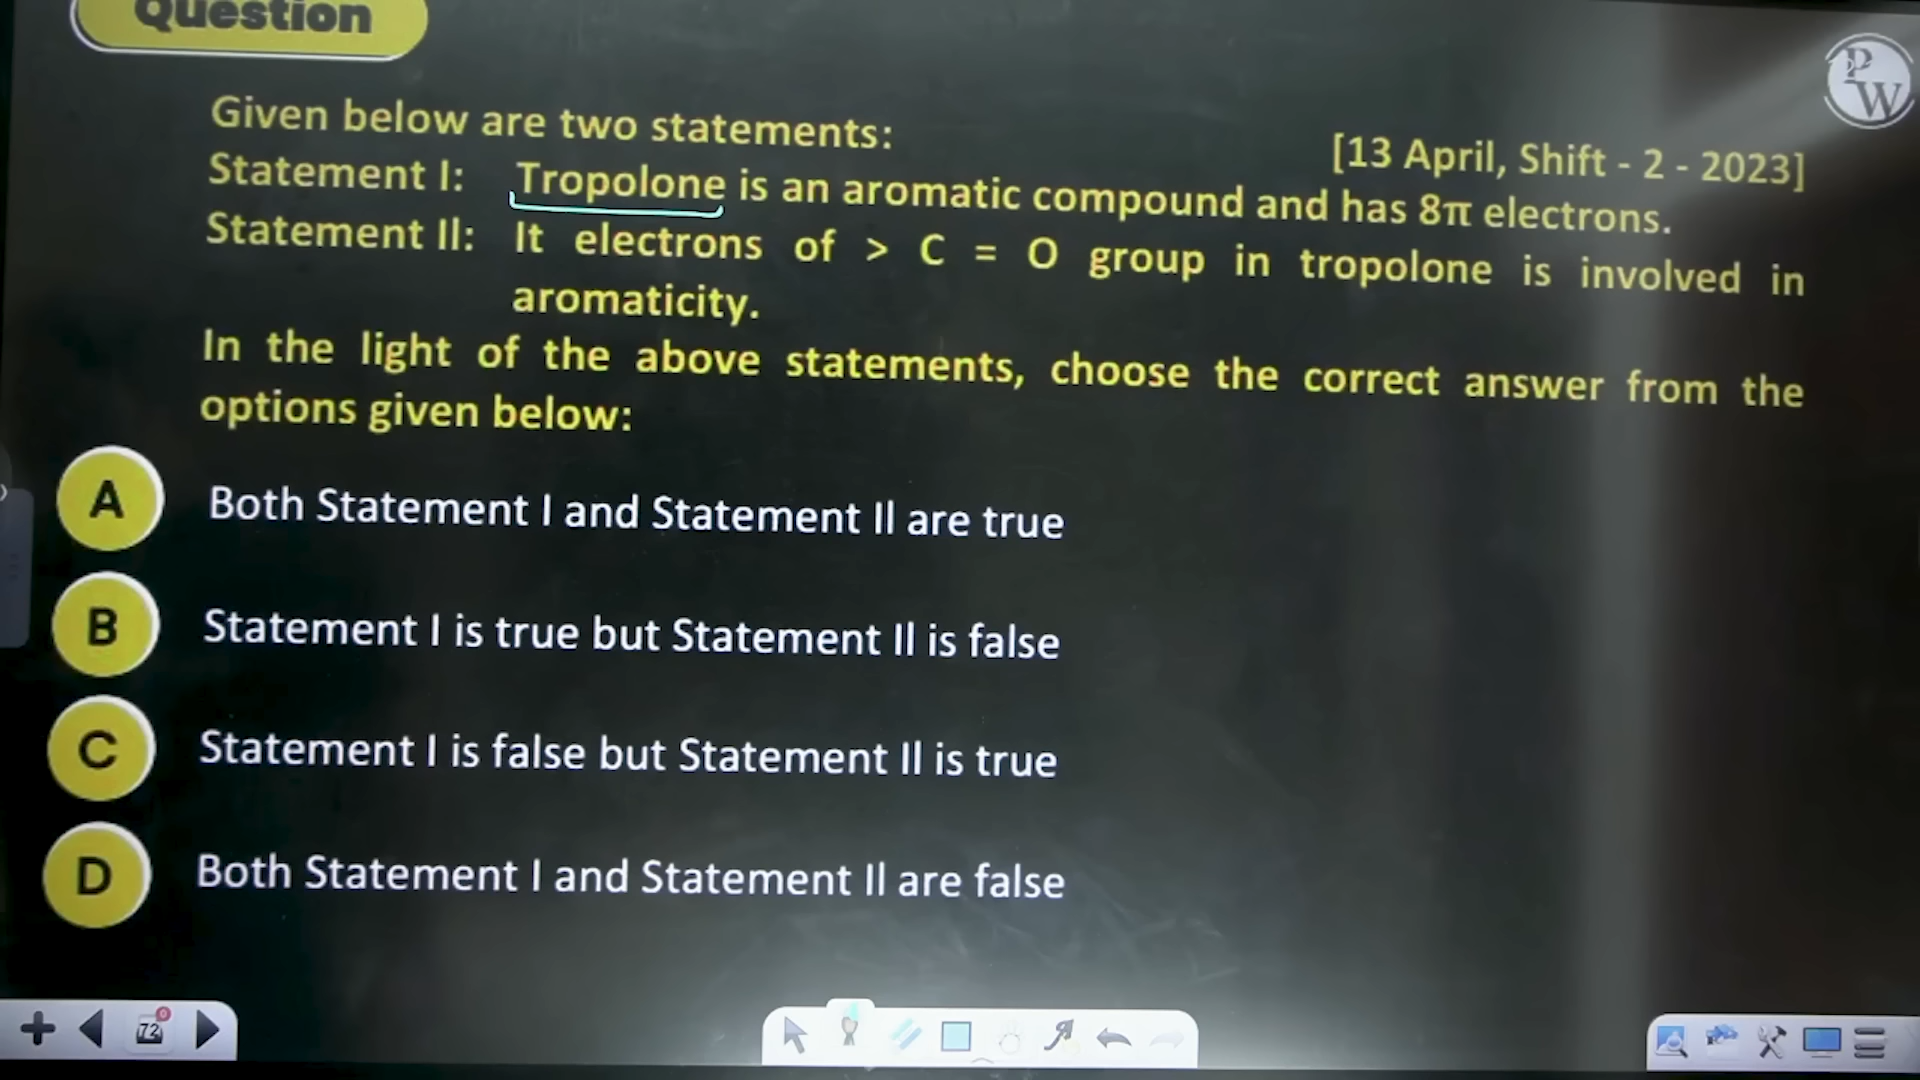 Question
PW
Given below are two statements:
[13 April, Shift - 2 - 2023]
Statement I: Tropolone is an aromatic compound and has 8π electrons.
Statement II: It electrons of > C = O group in tropolone is involved in
aromaticity.
In the light of the above statements, choose the correct answer from the
options given below:
A Both Statement I and Statement II are true
B Statement I is true but Statement II is false
C Statement I is false but Statement II is true
D Both Statement I and Statement II are false
72